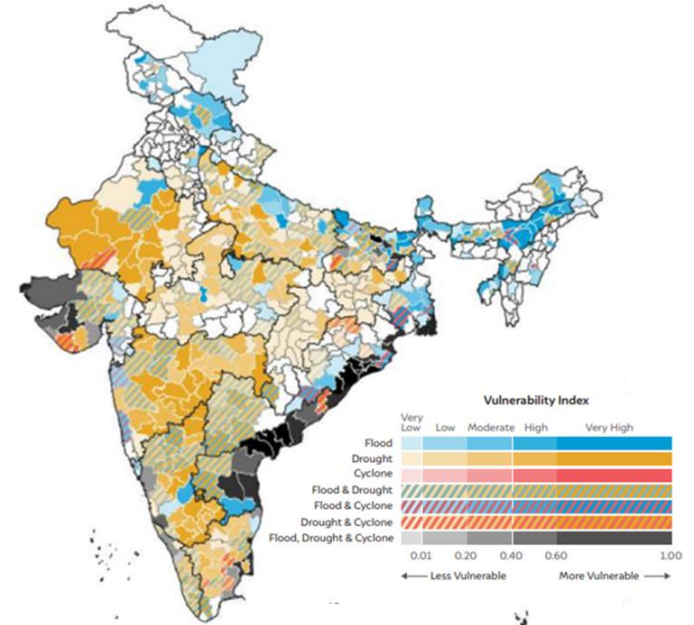 Vulnerability Index
Very Low Low Moderate High Very High
Flood
Drought
Cyclone
Flood & Drought
Flood & Cyclone
Drought & Cyclone
Flood, Drought & Cyclone
0.01 0.20 0.40 0.60 1.00
Less Vulnerable More Vulnerable